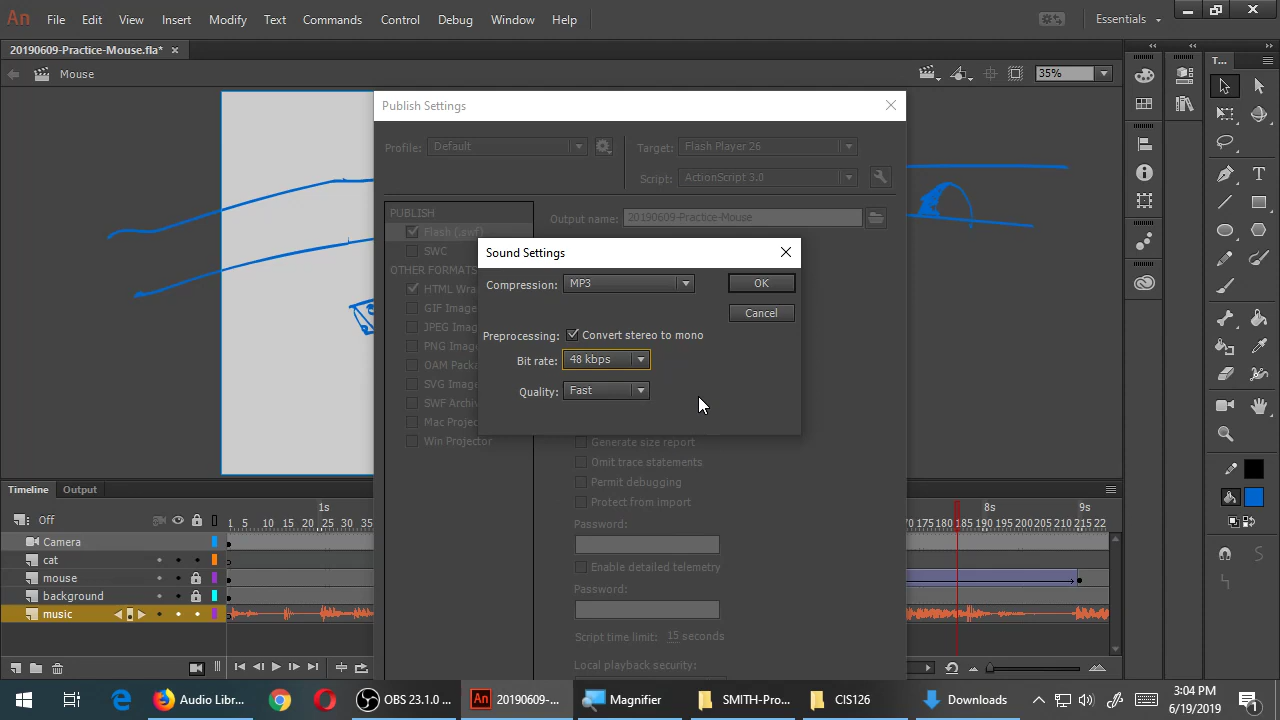 An File Edit View Insert Modify Text Commands Control Debug Window Help Essentials
20190609-Practice-Mouse.fla*
Mouse 35%
T...
Publish Settings
Profile: Default Target: Flash Player 26
Script: ActionScript 3.0
PUBLISH
Output name: 20190609-Practice-Mouse
Flash (.swf)
SWC
OTHER FORMATS
HTML Wra
GIF Image
JPEG Imag
PNG Imag
OAM Pack
SVG Imag
SWF Archiv
Mac Projec
Win Projector
Sound Settings
Compression: MP3 OK
Cancel
Preprocessing: Convert stereo to mono
Bit rate: 48 kbps
Quality: Fast
Generate size report
Omit trace statements
Permit debugging
Protect from import
Password:
Enable detailed telemetry
Password:
Script time limit: 15 seconds
Local playback security:
Timeline Output
Off 1s 8s 9s
1 5 10 15 20 25 30 35 70 175 180 185 190 195 200 205 210 215 22
Camera
cat
mouse
background
music
Audio Libr... OBS 23.1.0 ... An 20190609-... Magnifier SMITH-Pro... CIS126 Downloads
3:04 PM
6/19/2019
1